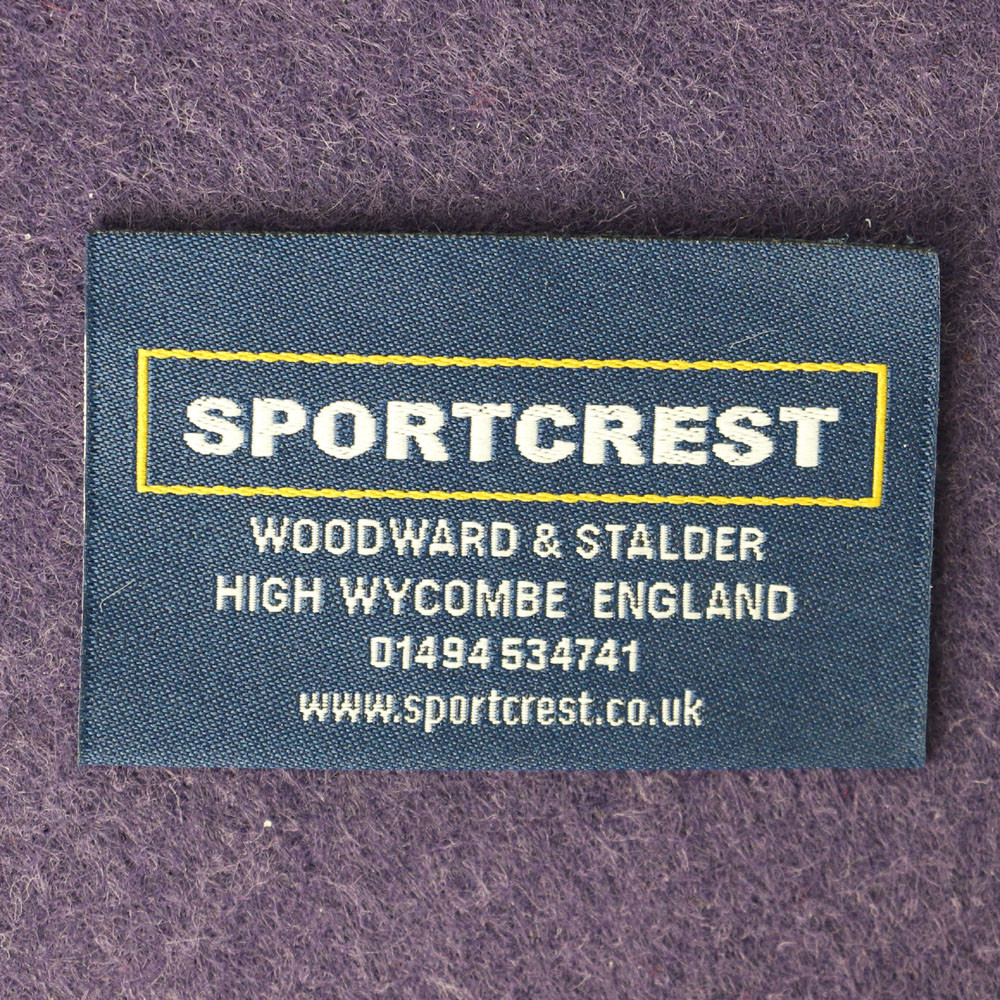 SPORTCREST
WOODWARD & STALDER
HIGH WYCOMBE ENGLAND
01494 534741
www.sportcrest.co.uk